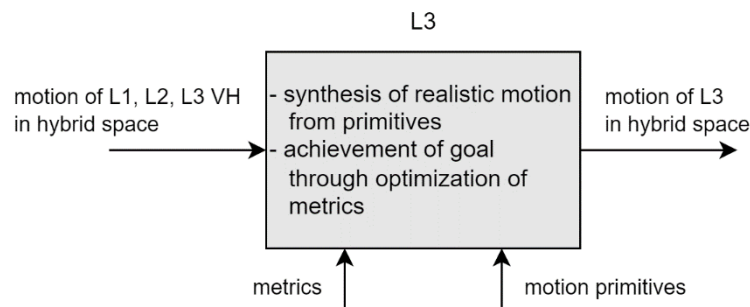 L3
motion of L1, L2, L3 VH
in hybrid space
- synthesis of realistic motion
from primitives
- achievement of goal
through optimization of
metrics
motion of L3
in hybrid space
metrics
motion primitives